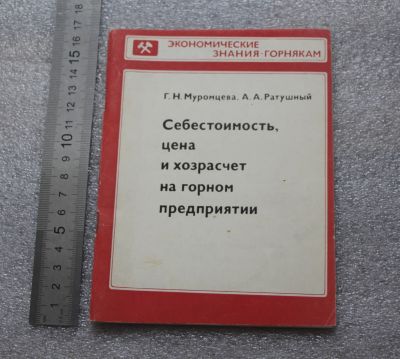 ЭКОНОМИЧЕСКИЕ
ЗНАНИЯ-ГОРНЯКАМ
Г. Н. Муромцева, А. А. Ратушный
Себестоимость,
цена
и хозрасчет
на горном
предприятии
1 2 3 4 5 6 7 8 9 10 11 12 13 14 15 16 17 18